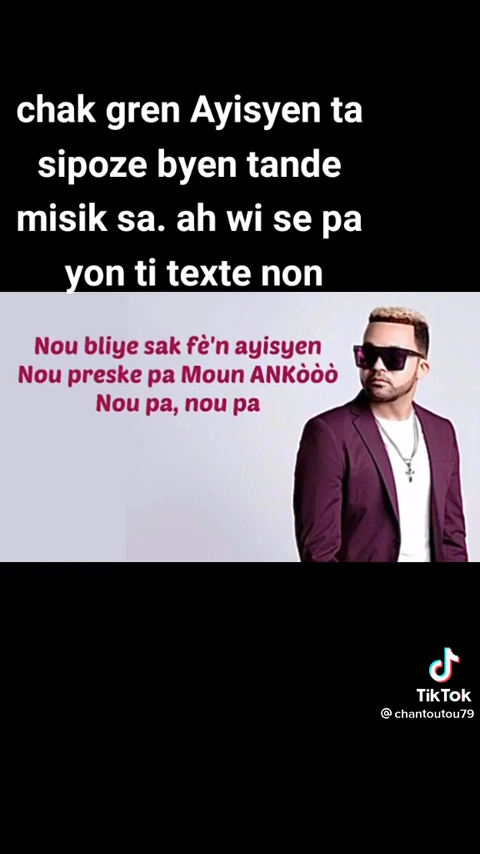 chak gren Ayisyen ta
sipoze byen tande
misik sa. ah wi se pa
yon ti texte non
Nou bliye sak fè'n ayisyen
Nou preske pa Moun ANKòòò
Nou pa, nou pa
TikTok
@ chantoutou79